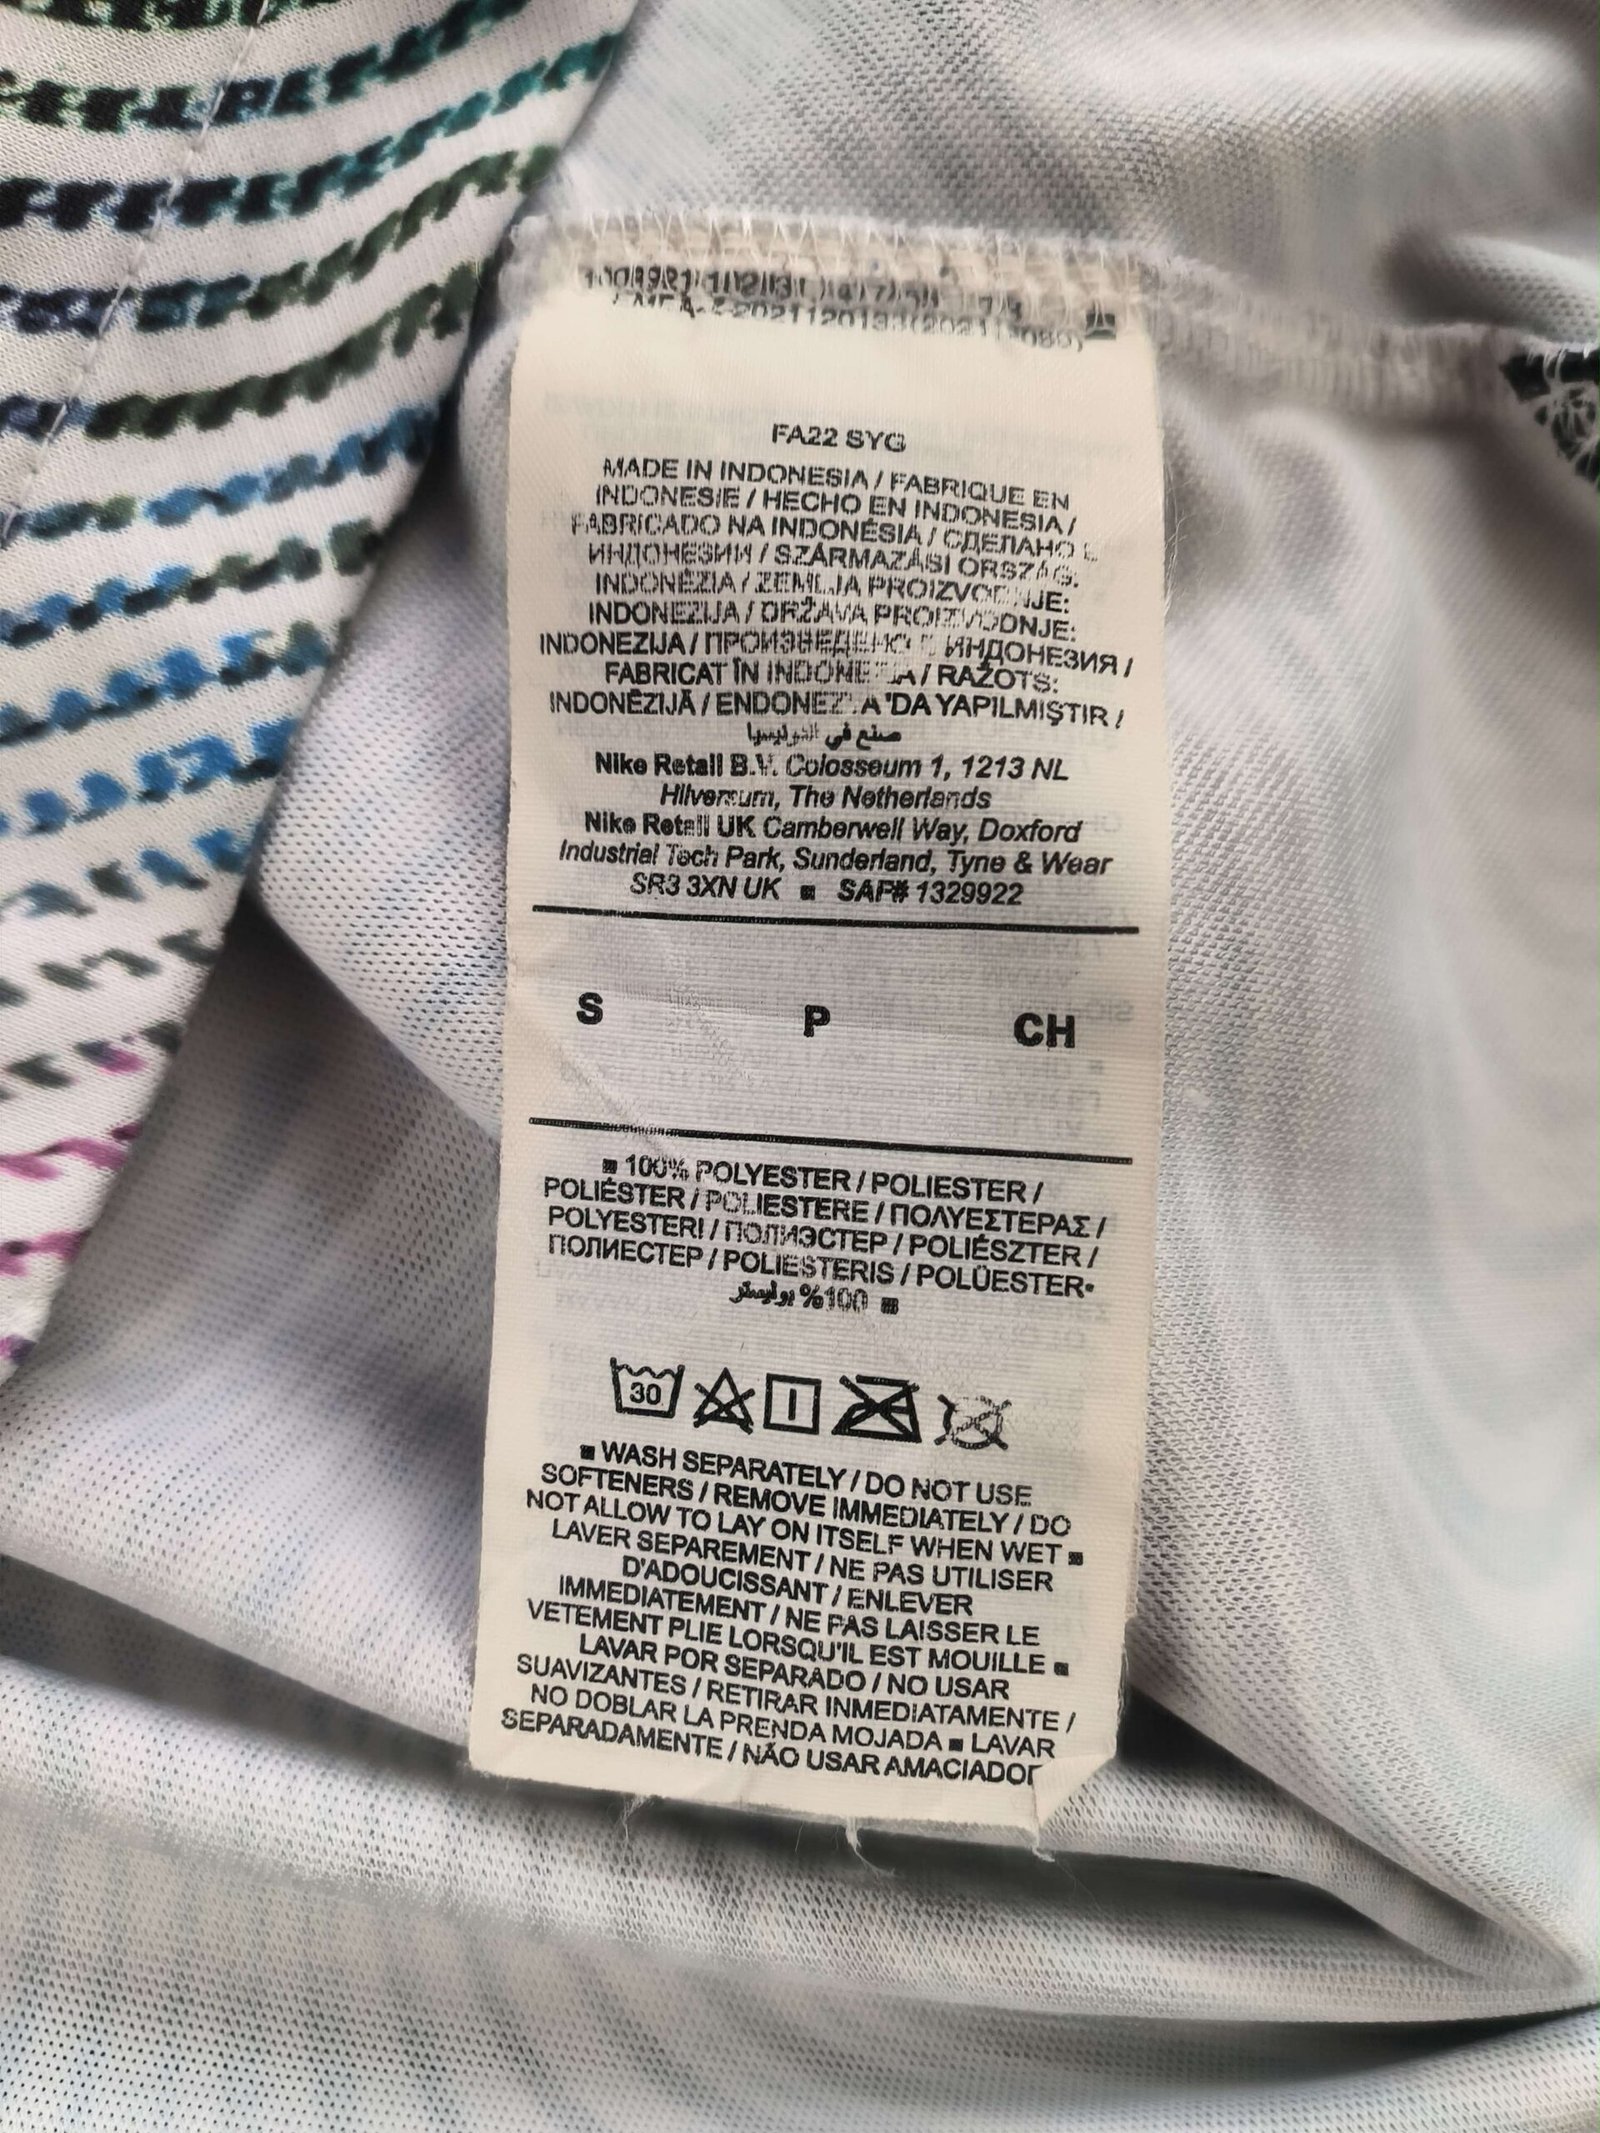 FA22 SYG
MADE IN INDONESIA / FABRIQUE EN
INDONESIE / HECHO EN INDONESIA /
FABRICADO NA INDONÉSIA / СДЕЛАНО
ИНДОНЕЗИИ / SZÁRMAZÁSI ORSZÁG:
INDONÉZIA / ZEMLJA PROIZVODNJE:
INDONEZIJA / DRŽAVA PROIZVODNJE:
INDONEZIJA / ПРОИЗВЕДЕНО ИНДОНЕЗИЯ /
FABRICAT ÎN INDONEZIA / RAŽOTS:
INDONĒZIJĀ / ENDONEZYA'DA YAPILMIŞTIR /
صنع في اندونيسيا
Nike Retail B.V. Colosseum 1, 1213 NL
Hilversum, The Netherlands
Nike Retail UK Camberwell Way, Doxford
Industrial Tech Park, Sunderland, Tyne & Wear
SR3 3XN UK ■ SAP# 1329922
S P CH
■ 100% POLYESTER / POLIESTER /
POLIÉSTER / POLIESTERE / ΠΟΛΥΕΣΤΕΡΑΣ /
POLYESTERI / ПОЛИЭСТЕР / POLIÉSZTER /
ПОЛИЕСТЕР / POLIESTERIS / POLÜESTER•
100% بوليستر ■
30
■ WASH SEPARATELY / DO NOT USE
SOFTENERS / REMOVE IMMEDIATELY / DO
NOT ALLOW TO LAY ON ITSELF WHEN WET ■
LAVER SEPAREMENT / NE PAS UTILISER
D'ADOUCISSANT / ENLEVER
IMMEDIATEMENT / NE PAS LAISSER LE
VETEMENT PLIE LORSQU'IL EST MOUILLE ■
LAVAR POR SEPARADO / NO USAR
SUAVIZANTES / RETIRAR INMEDIATAMENTE /
NO DOBLAR LA PRENDA MOJADA ■ LAVAR
SEPARADAMENTE / NÃO USAR AMACIADOR